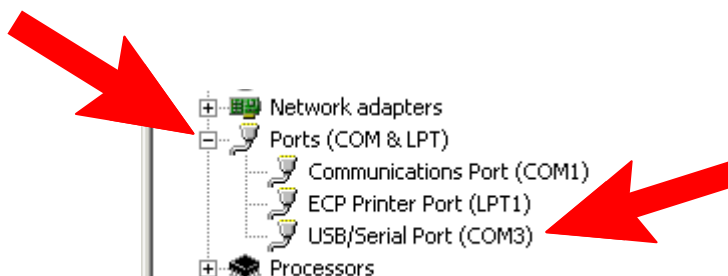 Network adapters
Ports (COM & LPT)
Communications Port (COM1)
ECP Printer Port (LPT1)
USB/Serial Port (COM3)
Processors